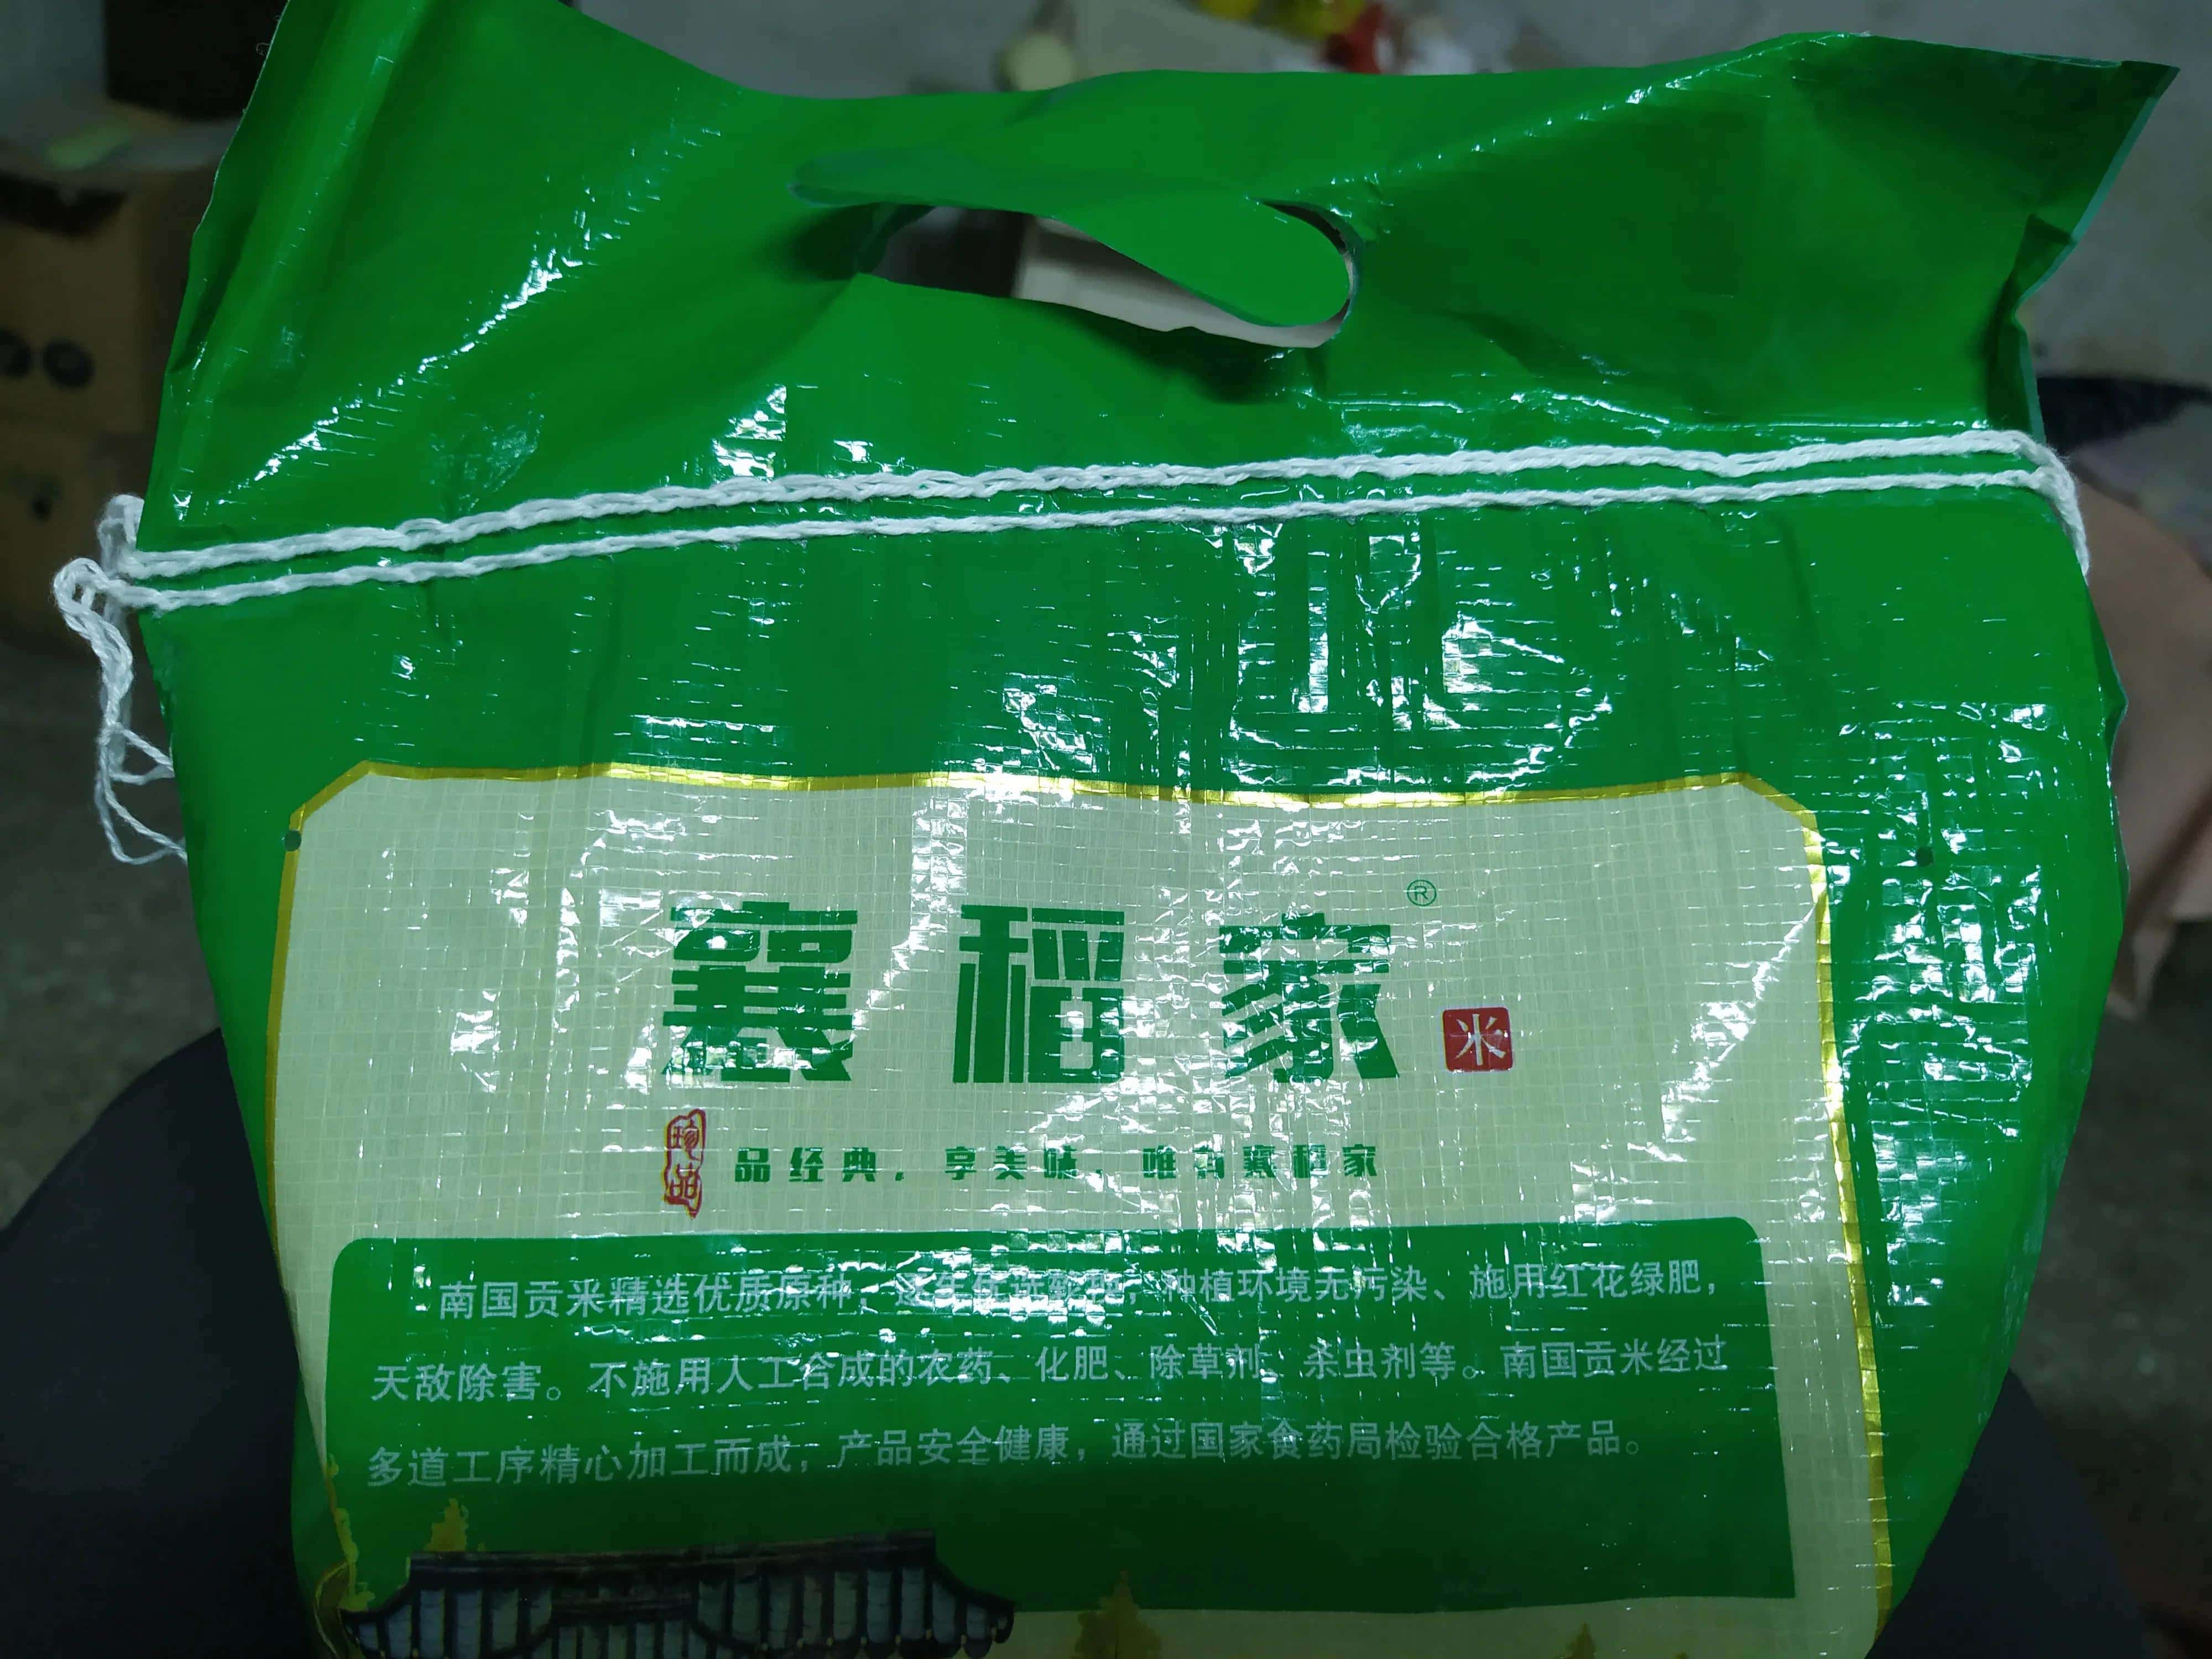 襄稻家®
米
珍品
品经典，享美味，唯有襄稻家
南国贡米精选优质原种，种植环境无污染、施用红花绿肥，
天敌除害。不施用人工合成的农药、化肥、除草剂、杀虫剂等。南国贡米经过
多道工序精心加工而成，产品安全健康，通过国家食药局检验合格产品。